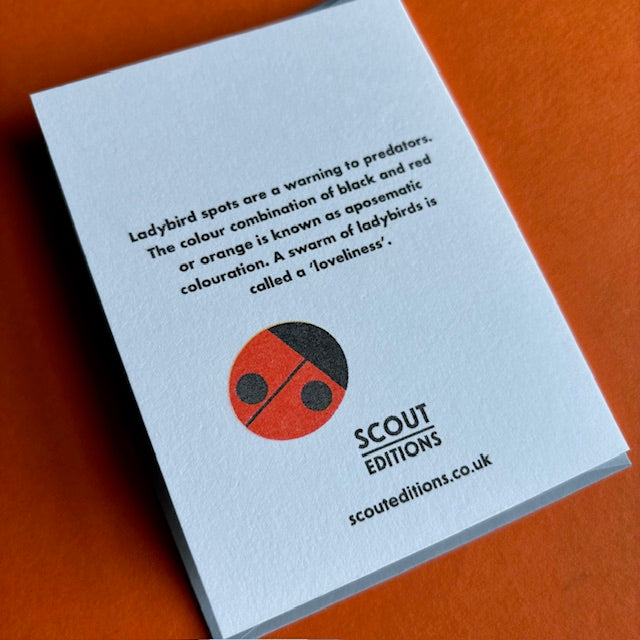 Ladybird spots are a warning to predators.
The colour combination of black and red
or orange is known as aposematic
colouration. A swarm of ladybirds is
called a ‘loveliness’.
SCOUT
EDITIONS
scouteditions.co.uk